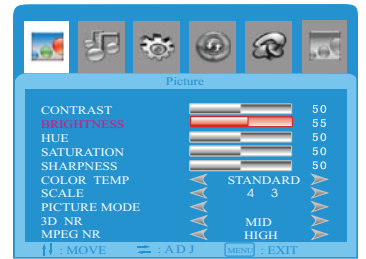 Picture
CONTRAST 50
BRIGHTNESS 55
HUE 50
SATURATION 50
SHARPNESS 50
COLOR TEMP STANDARD
SCALE 4 3
PICTURE MODE
3D NR MID
MPEG NR HIGH
: MOVE : ADJ MENU : EXIT